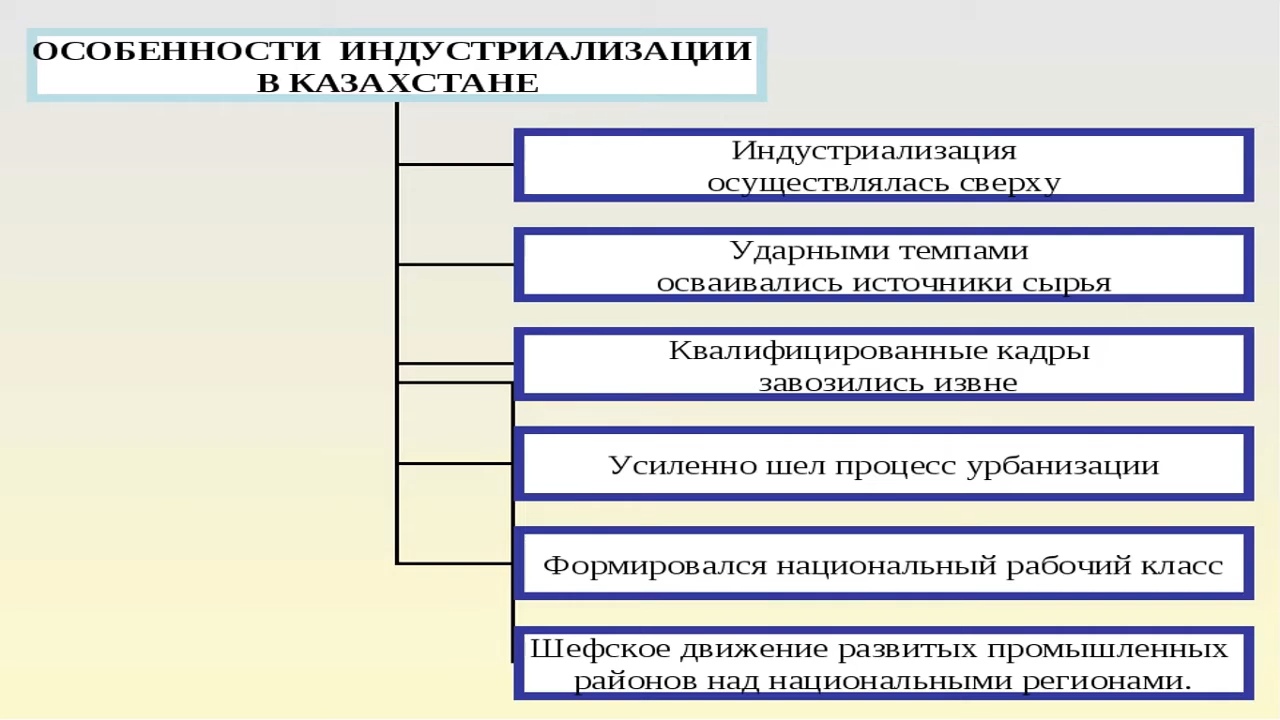 ОСОБЕННОСТИ ИНДУСТРИАЛИЗАЦИИ
В КАЗАХСТАНЕ
Индустриализация
осуществлялась сверху
Ударными темпами
осваивались источники сырья
Квалифицированные кадры
завозились извне
Усиленно шел процесс урбанизации
Формировался национальный рабочий класс
Шефское движение развитых промышленных
районов над национальными регионами.